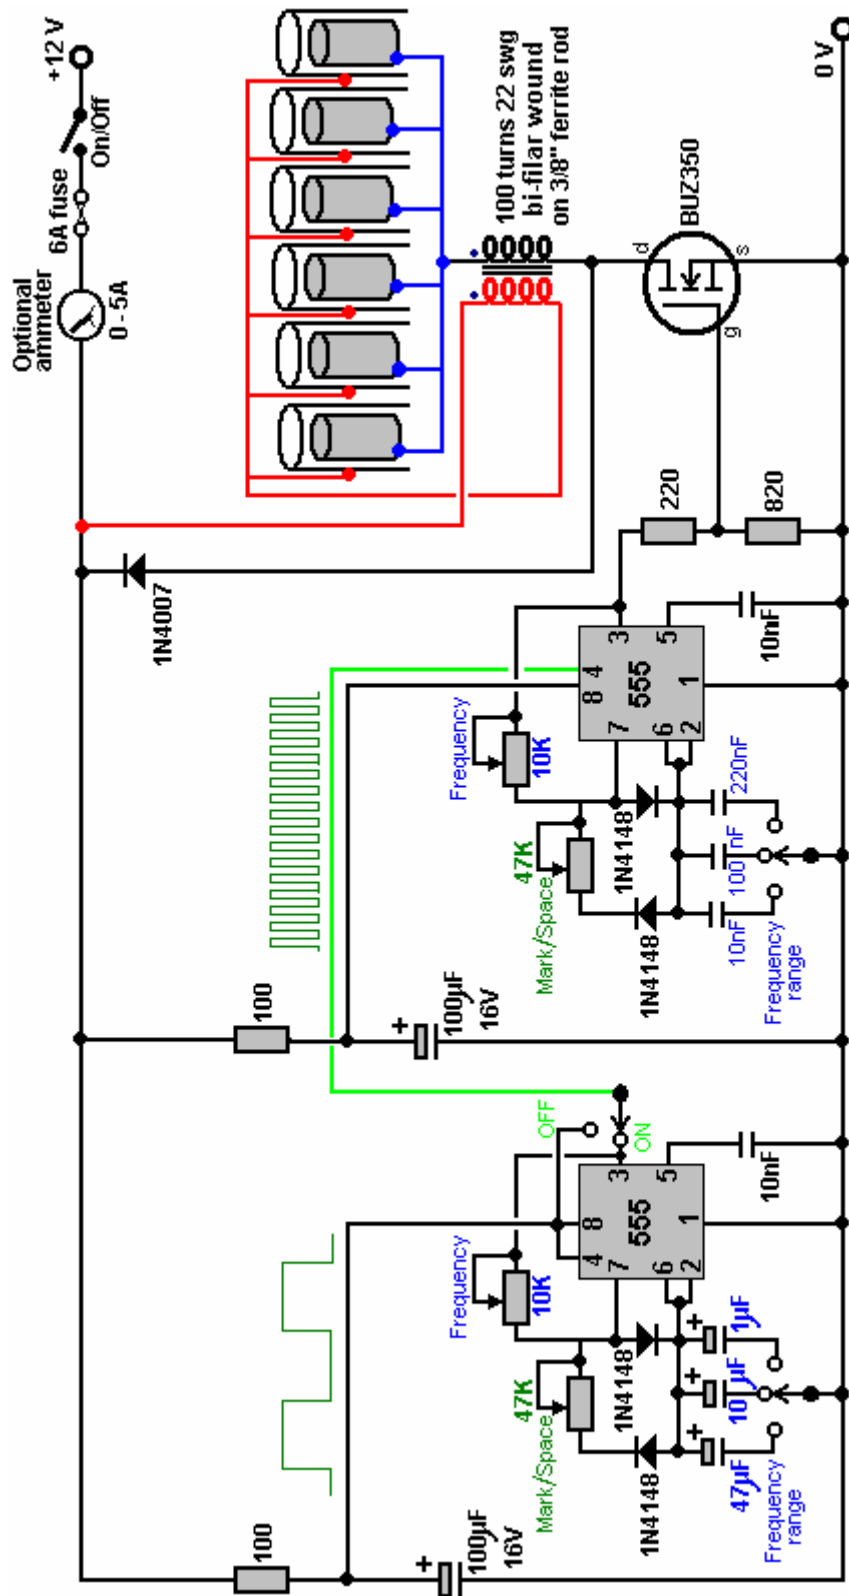 +12 V
On/Off
6A fuse
Optional
ammeter
0 - 5A
100 turns 22 swg
bi-filar wound
on 3/8" ferrite rod
0 V
BUZ350
d
s
g
220
820
1N4007
3
5
10nF
4
8
555
1
7
6
2
Frequency
10K
47K
Mark/Space
1N4148
1N4148
220nF
100 nF
10nF
Frequency
range
100
100µF
16V
+
OFF
ON
3
5
10nF
8
4
555
1
7
6
2
Frequency
10K
47K
Mark/Space
1N4148
1N4148
+
1µF
+
10 µF
+
47µF
Frequency
range
100
+
100µF
16V